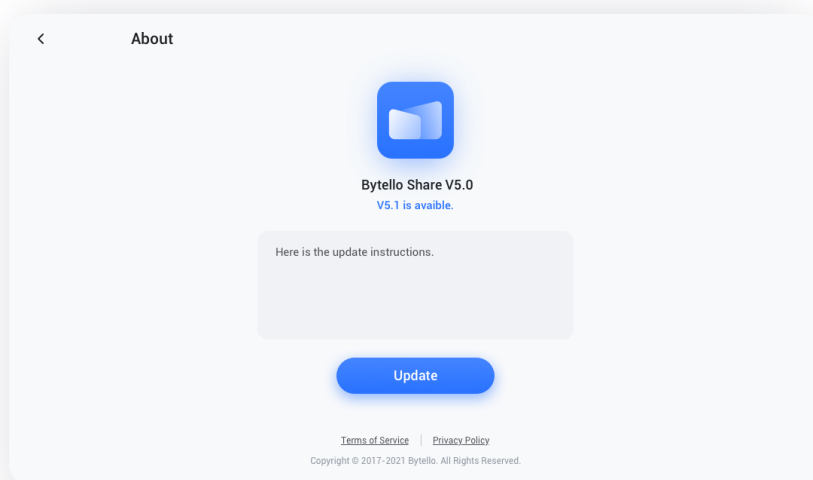 About
Bytello Share V5.0
V5.1 is avaible.
Here is the update instructions.
Update
Terms of Service | Privacy Policy
Copyright © 2017-2021 Bytello. All Rights Reserved.